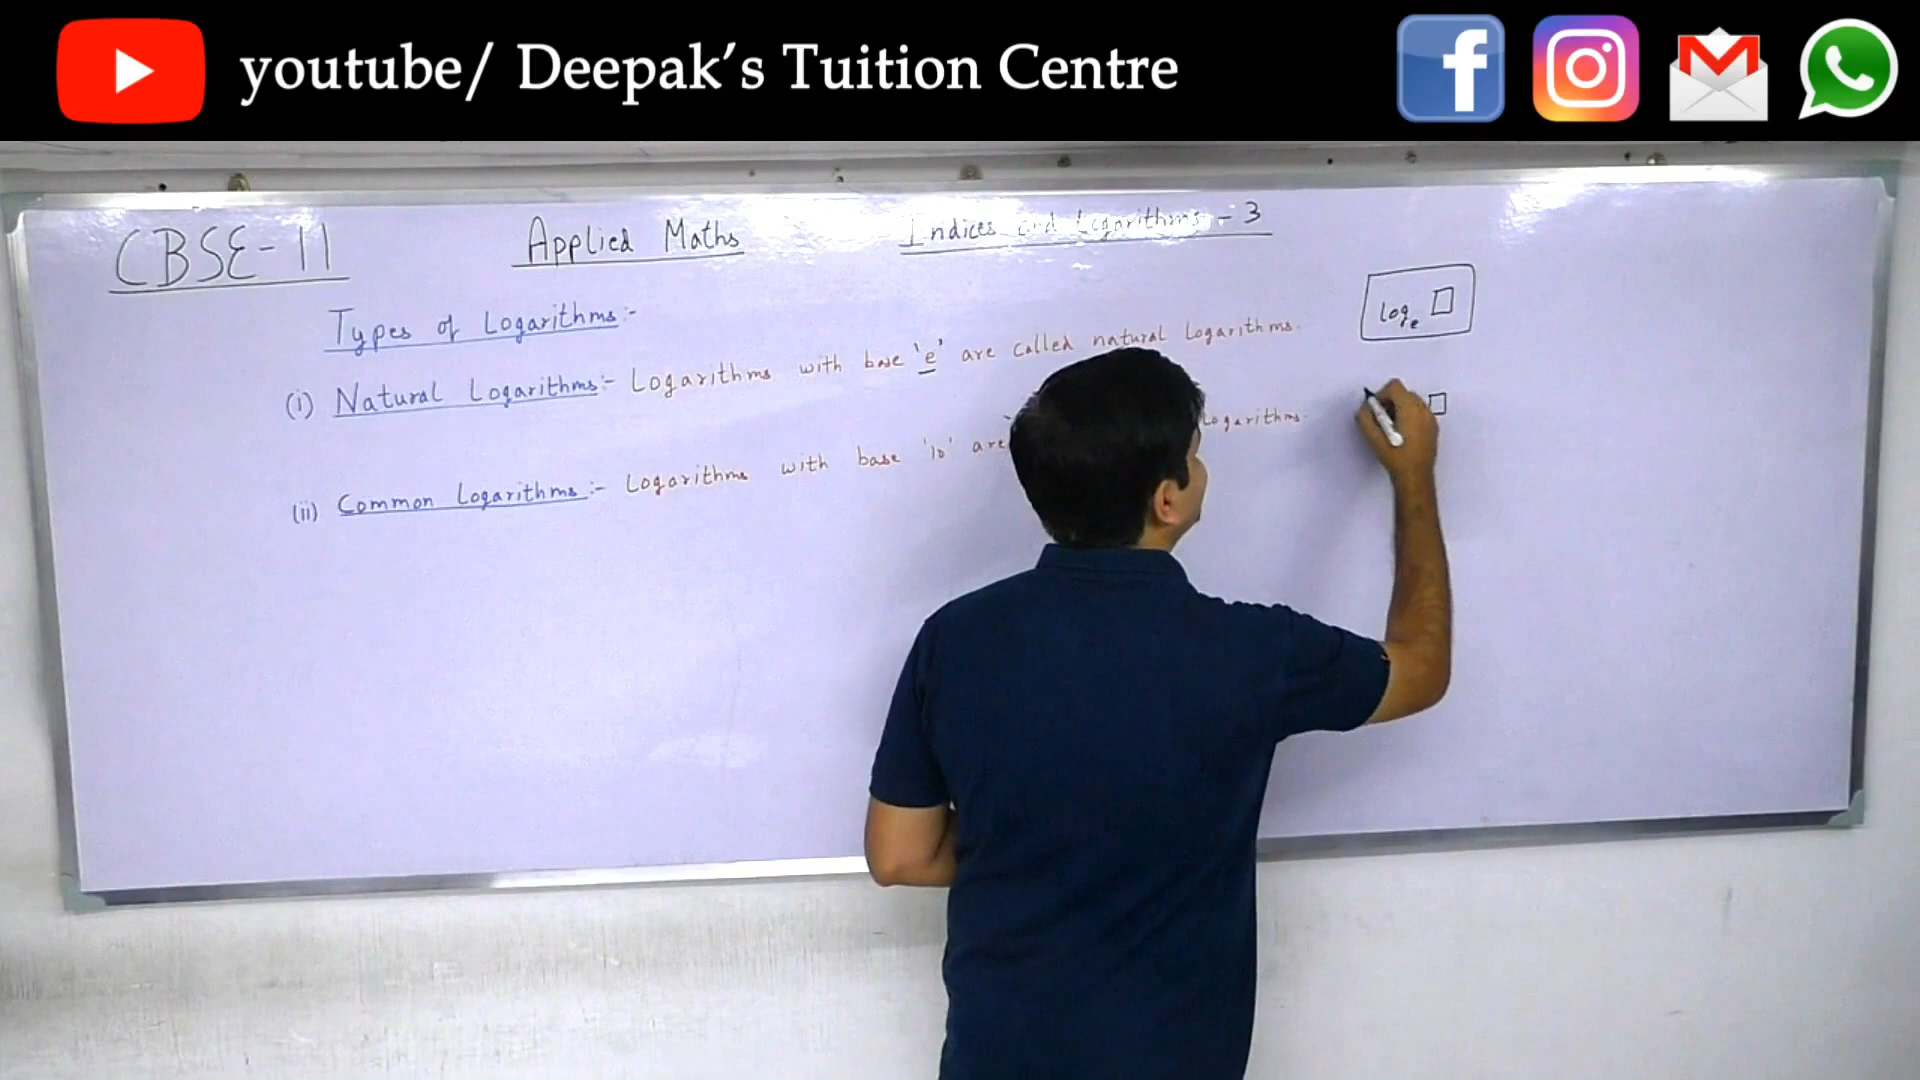 youtube/ Deepak's Tuition Centre
CBSE-11 Applied Maths Indices and Logarithms - 3
Types of Logarithms:-
(i) Natural Logarithms:- Logarithms with base 'e' are called natural logarithms.
logₑ □
(ii) Common Logarithms:- Logarithms with base '10' are logarithms.